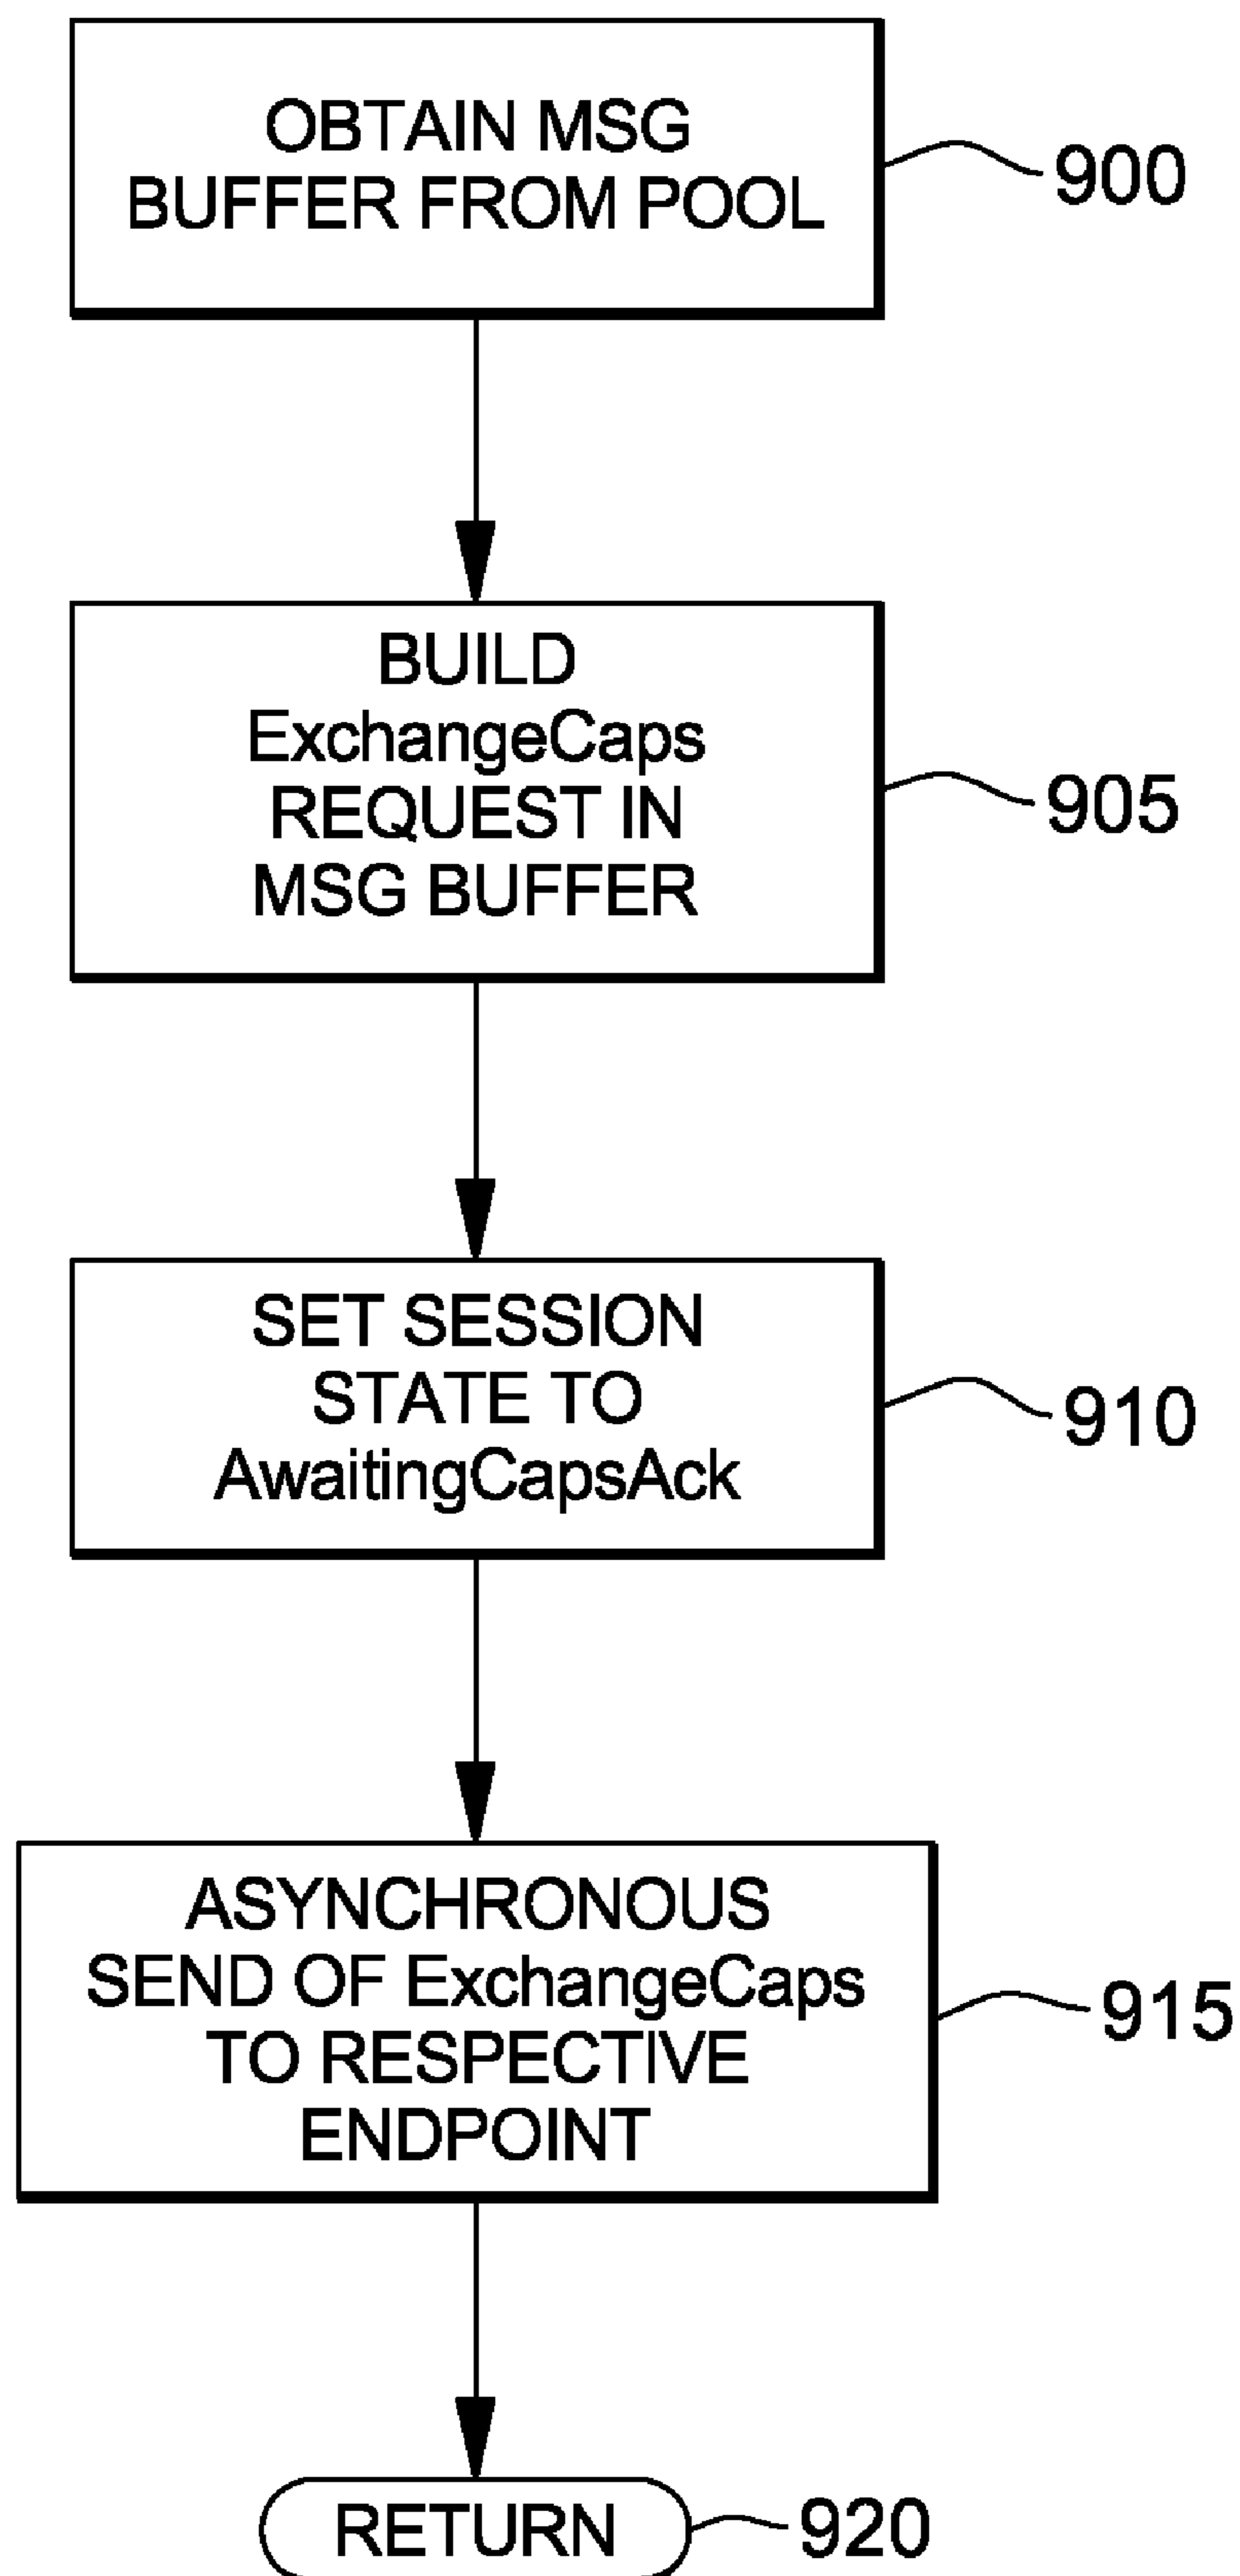 OBTAIN MSG
BUFFER FROM POOL
900
BUILD
ExchangeCaps
REQUEST IN
MSG BUFFER
905
SET SESSION
STATE TO
AwaitingCapsAck
910
ASYNCHRONOUS
SEND OF ExchangeCaps
TO RESPECTIVE
ENDPOINT
915
RETURN
920